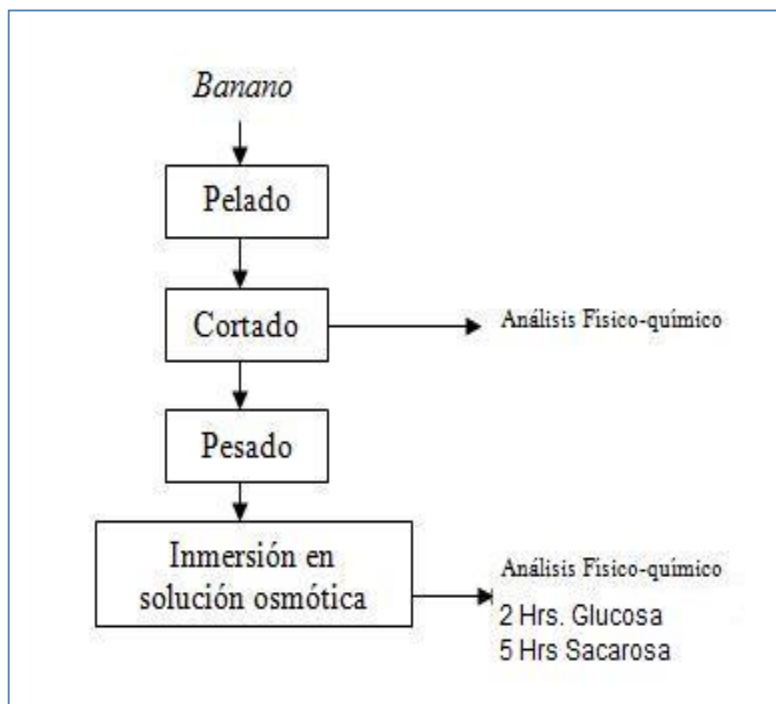 Banano
Pelado
Cortado
Análisis Físico-químico
Pesado
Inmersión en
solución osmótica
Análisis Físico-químico
2 Hrs. Glucosa
5 Hrs Sacarosa